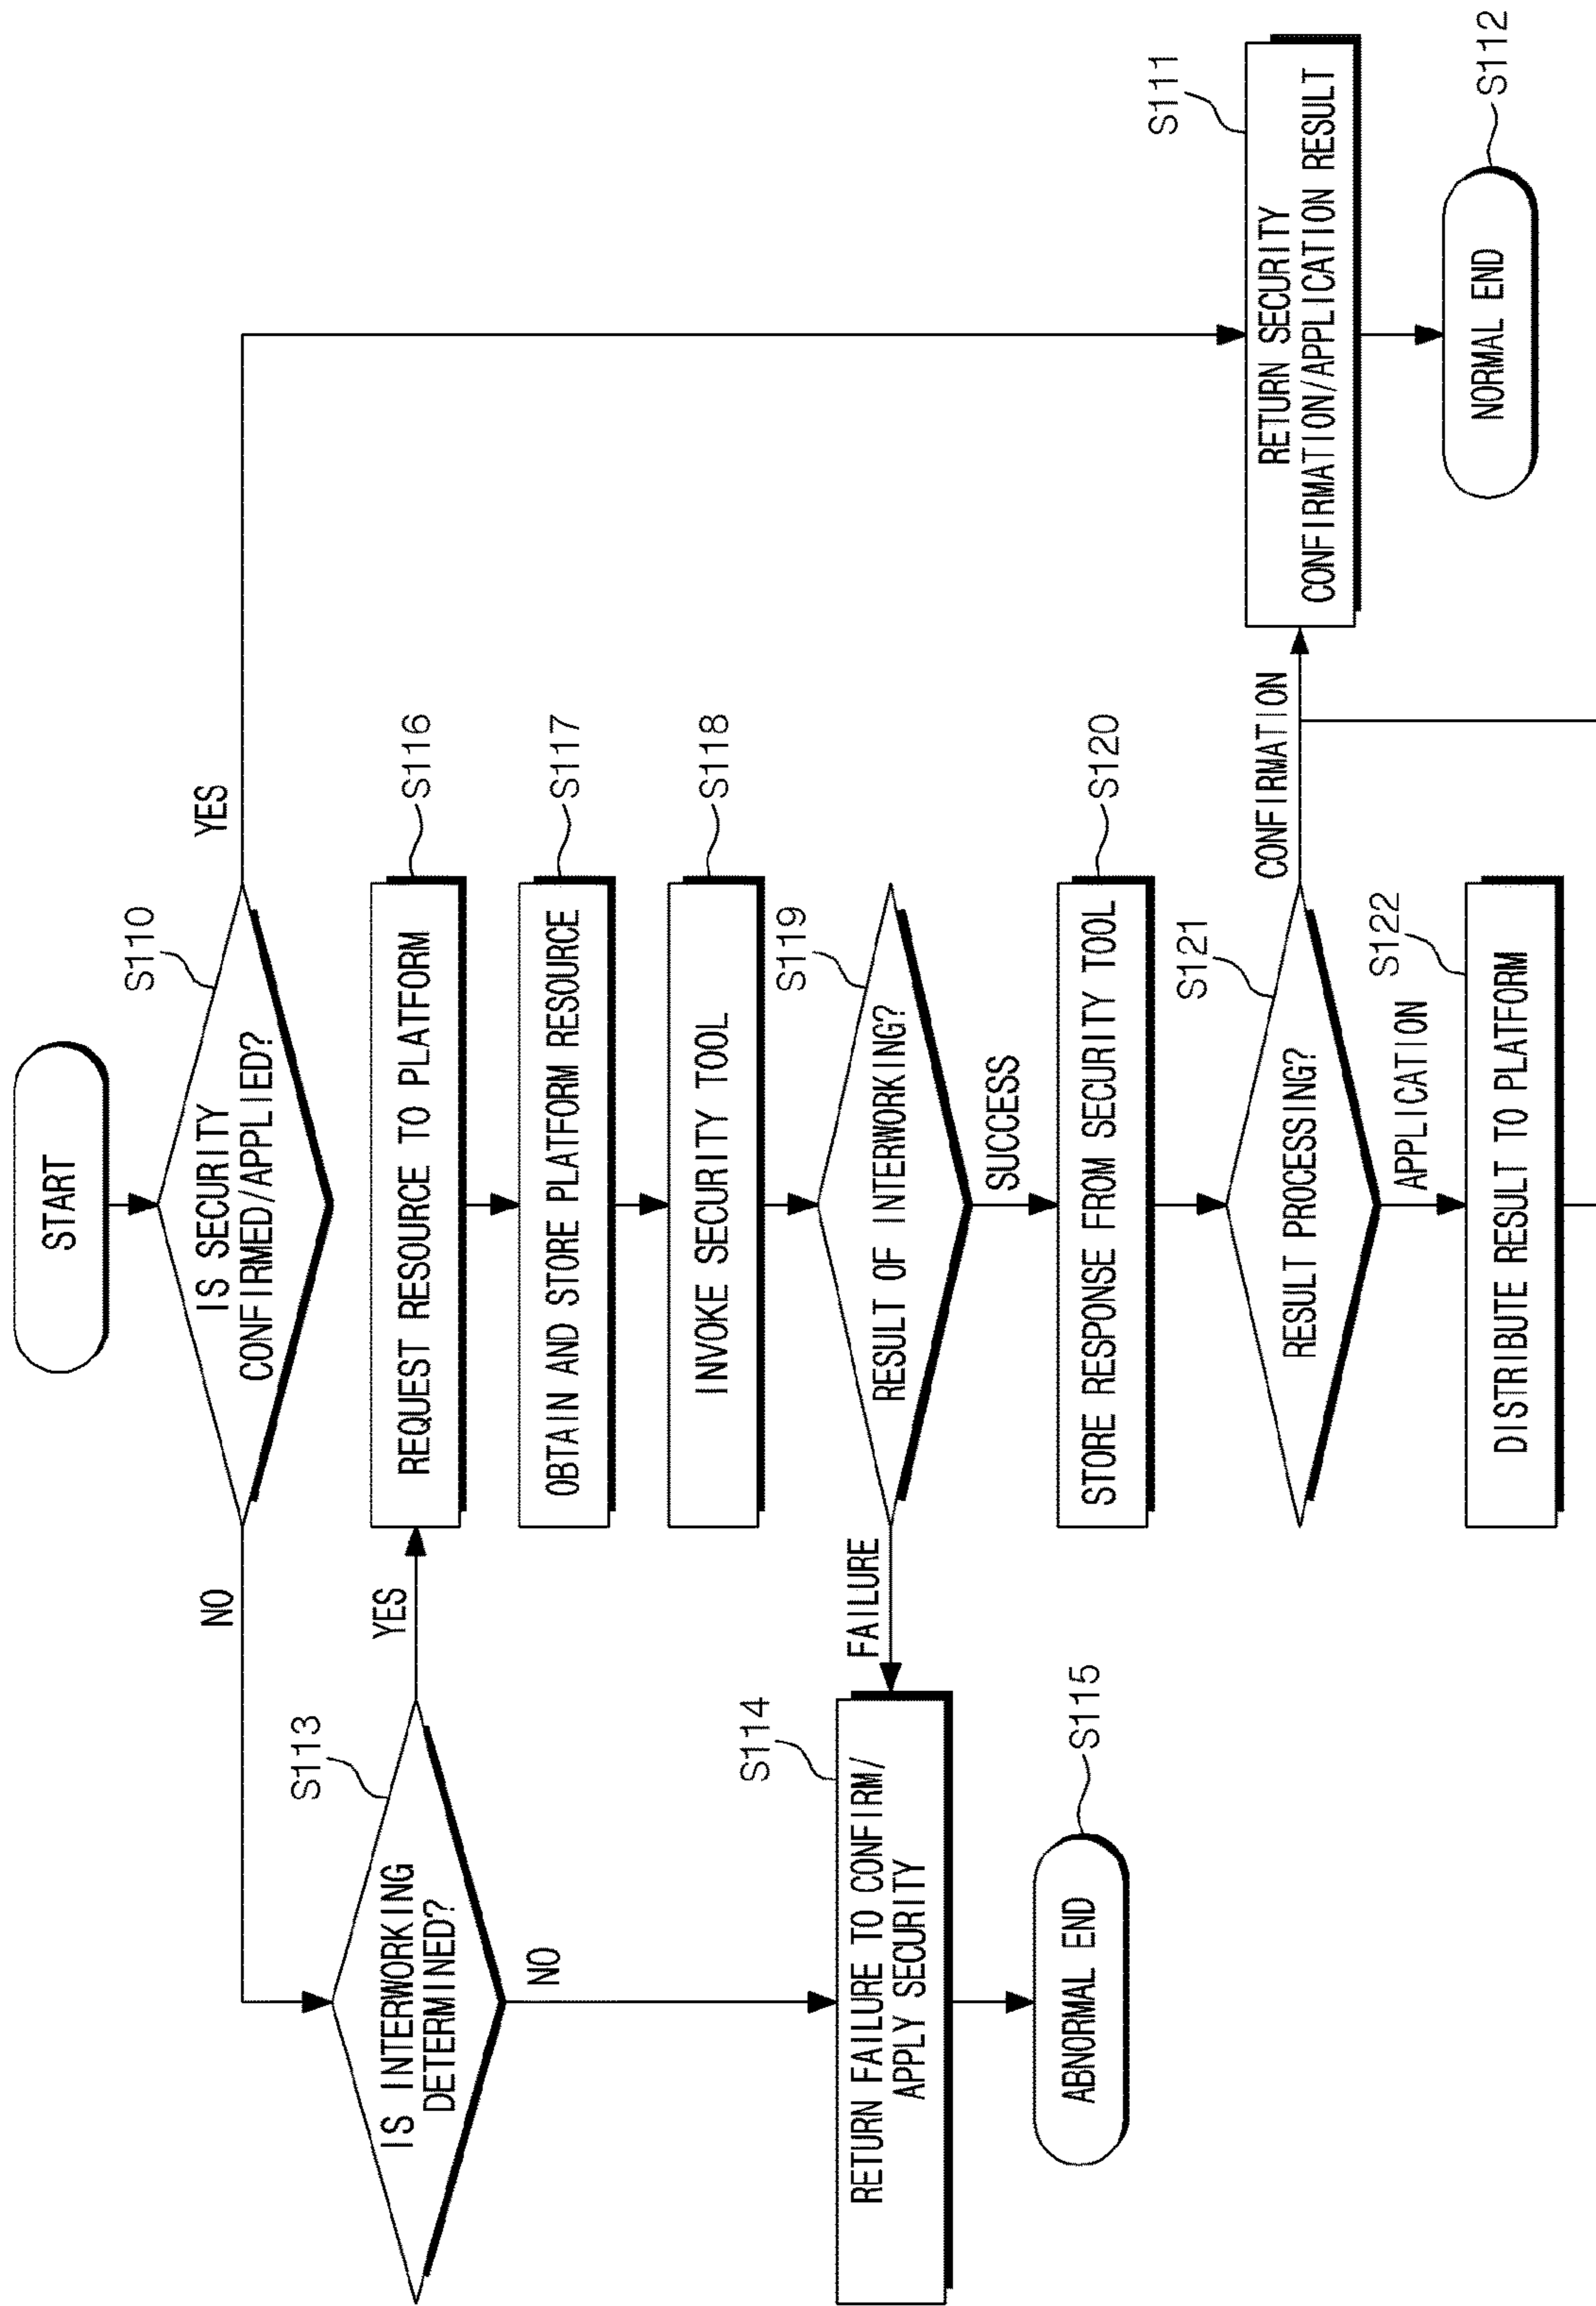 START
S110
IS SECURITY
CONFIRMED/APPLIED?
NO
YES
S113
IS INTERWORKING
DETERMINED?
YES
NO
REQUEST RESOURCE TO PLATFORM
S116
OBTAIN AND STORE PLATFORM RESOURCE
S117
INVOKE SECURITY TOOL
S118
S119
RESULT OF INTERWORKING?
FAILURE
SUCCESS
S114
RETURN FAILURE TO CONFIRM/
APPLY SECURITY
ABNORMAL END
S115
STORE RESPONSE FROM SECURITY TOOL
S120
S121
RESULT PROCESSING?
CONFIRMATION
APPLICATION
S111
RETURN SECURITY
CONFIRMATION/APPLICATION RESULT
S122
DISTRIBUTE RESULT TO PLATFORM
NORMAL END
S112